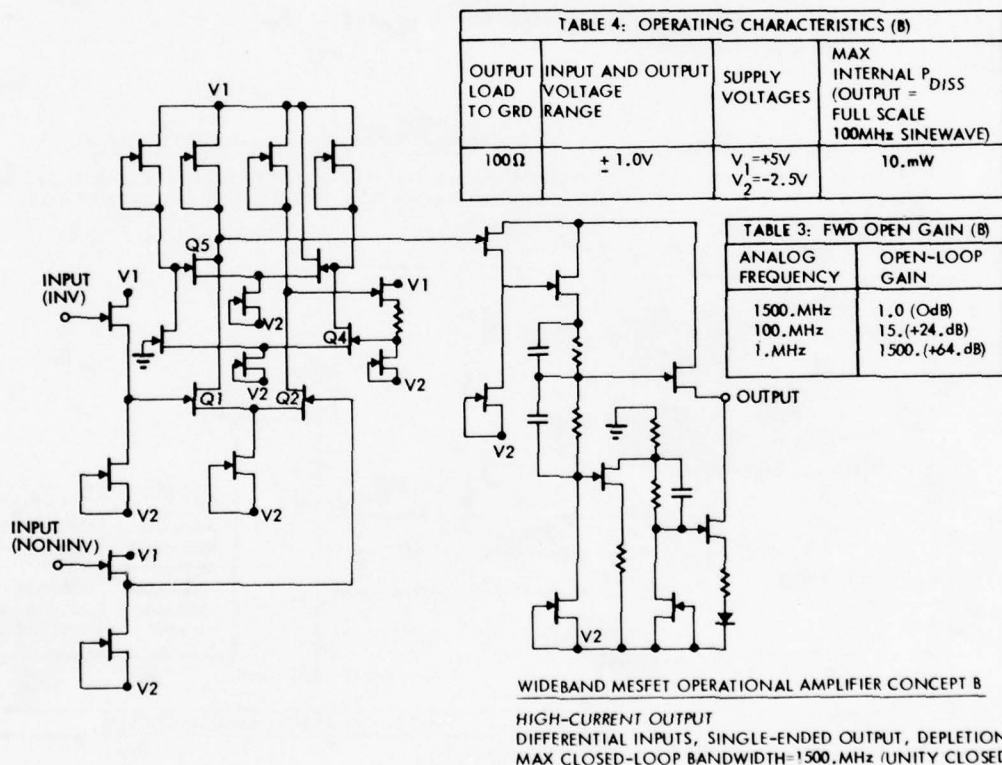 TABLE 4: OPERATING CHARACTERISTICS (B)
OUTPUT LOAD TO GRD
INPUT AND OUTPUT VOLTAGE RANGE
SUPPLY VOLTAGES
MAX INTERNAL PDISS (OUTPUT = FULL SCALE 100MHz SINEWAVE)
100Ω
± 1.0V
V1=+5V
V2=-2.5V
10.mW
TABLE 3: FWD OPEN GAIN (B)
ANALOG FREQUENCY
OPEN-LOOP GAIN
1500.MHz 1.0 (OdB)
100.MHz 15.(+24.dB)
1.MHz 1500.(+64.dB)
V1
Q5
INPUT (INV)
V1
V2
V1
Q4
V2
V2
Q1
Q2
V2
V2
V2
INPUT (NONINV)
V1
V2
V2
OUTPUT
V2
WIDEBAND MESFET OPERATIONAL AMPLIFIER CONCEPT B
HIGH-CURRENT OUTPUT
DIFFERENTIAL INPUTS, SINGLE-ENDED OUTPUT, DEPLETION
MAX CLOSED-LOOP BANDWIDTH=1500.MHz (UNITY CLOSED